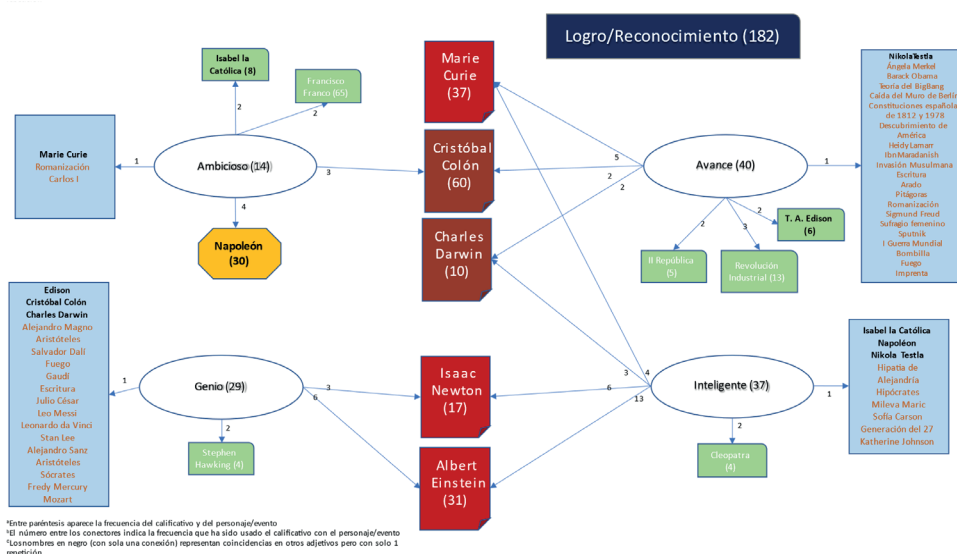 Logro/Reconocimiento (182)
Isabel la
Católica (8)
Francisco
Franco (65)
2
2
Marie Curie
Romanización
Carlos I
1
Ambicioso (14)
3
4
Napoleón
(30)
Marie
Curie
(37)
Cristóbal
Colón
(60)
Charles
Darwin
(10)
5
2
2
Avance (40)
1
2
3
2
T. A. Edison
(6)
II República
(5)
Revolución
Industrial (13)
NikolaTestla
Ángela Merkel
Barack Obama
Teoría del BigBang
Caída del Muro de Berlín
Constituciones española
de 1812 y 1978
Descubrimiento de
América
HeidyLamarr
IbnMaradanish
Invasión Musulmana
Escritura
Arado
Pitágoras
Romanización
Sigmund Freud
Sufragio femenino
Sputnik
I Guerra Mundial
Bombilla
Fuego
Imprenta
Edison
Cristóbal Colón
Charles Darwin
Alejandro Magno
Aristóteles
Salvador Dalí
Fuego
Gaudí
Escritura
Julio César
Leo Messi
Leonardo da Vinci
Stan Lee
Alejandro Sanz
Aristóteles
Sócrates
Fredy Mercury
Mozart
1
Genio (29)
3
6
2
Stephen
Hawking (4)
Isaac
Newton
(17)
Albert
Einstein
(31)
3
4
6
13
Inteligente (37)
1
2
Cleopatra
(4)
Isabel la Católica
Napoléon
Nikola Testla
Hipatia de
Alejandría
Hipócrates
Mileva Maric
Sofía Carson
Generación del 27
Katherine Johnson
ᵃEntre paréntesis aparece la frecuencia del calificativo y del personaje/evento
ᵇEl número entre los conectores indica la frecuencia que ha sido usado el calificativo con el personaje/evento
ᶜLosnombres en negro (con sola una conexión) representan coincidencias en otros adjetivos pero con solo 1
repetición